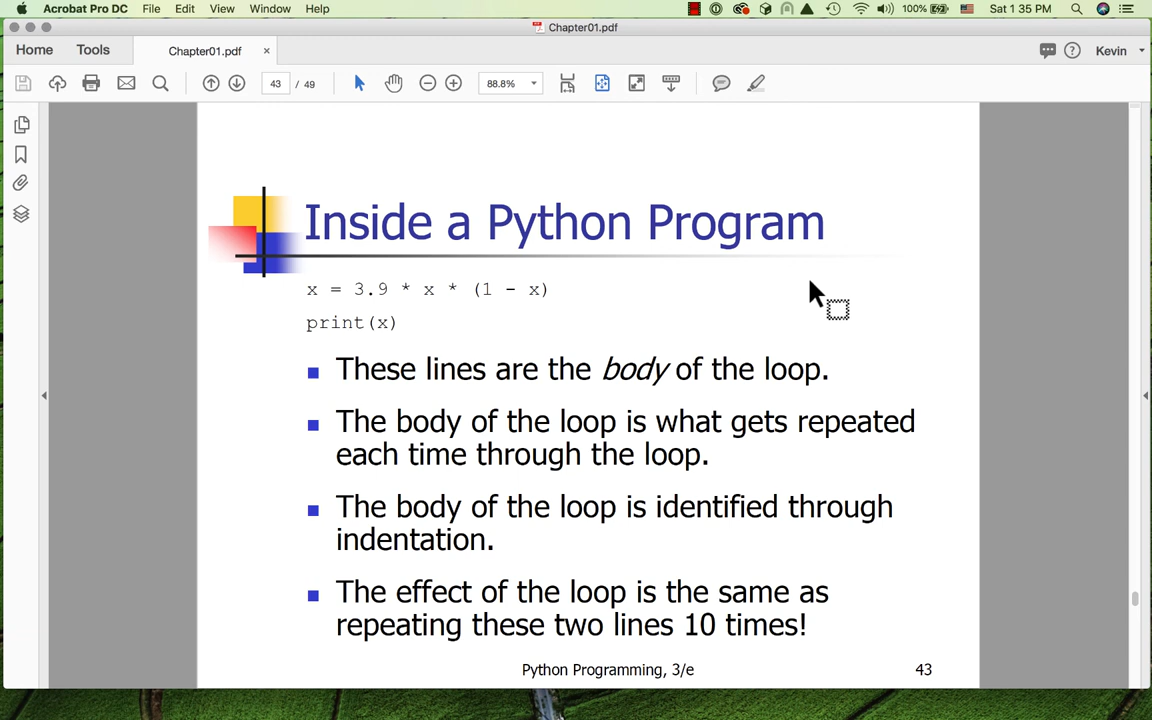 Acrobat Pro DC File Edit View Window Help 100% Sat 1 35 PM
Chapter01.pdf
Home Tools Chapter01.pdf × Kevin
43 / 49 88.8%
Inside a Python Program
x = 3.9 * x * (1 - x)
print(x)
These lines are the body of the loop.
The body of the loop is what gets repeated
each time through the loop.
The body of the loop is identified through
indentation.
The effect of the loop is the same as
repeating these two lines 10 times!
Python Programming, 3/e 43